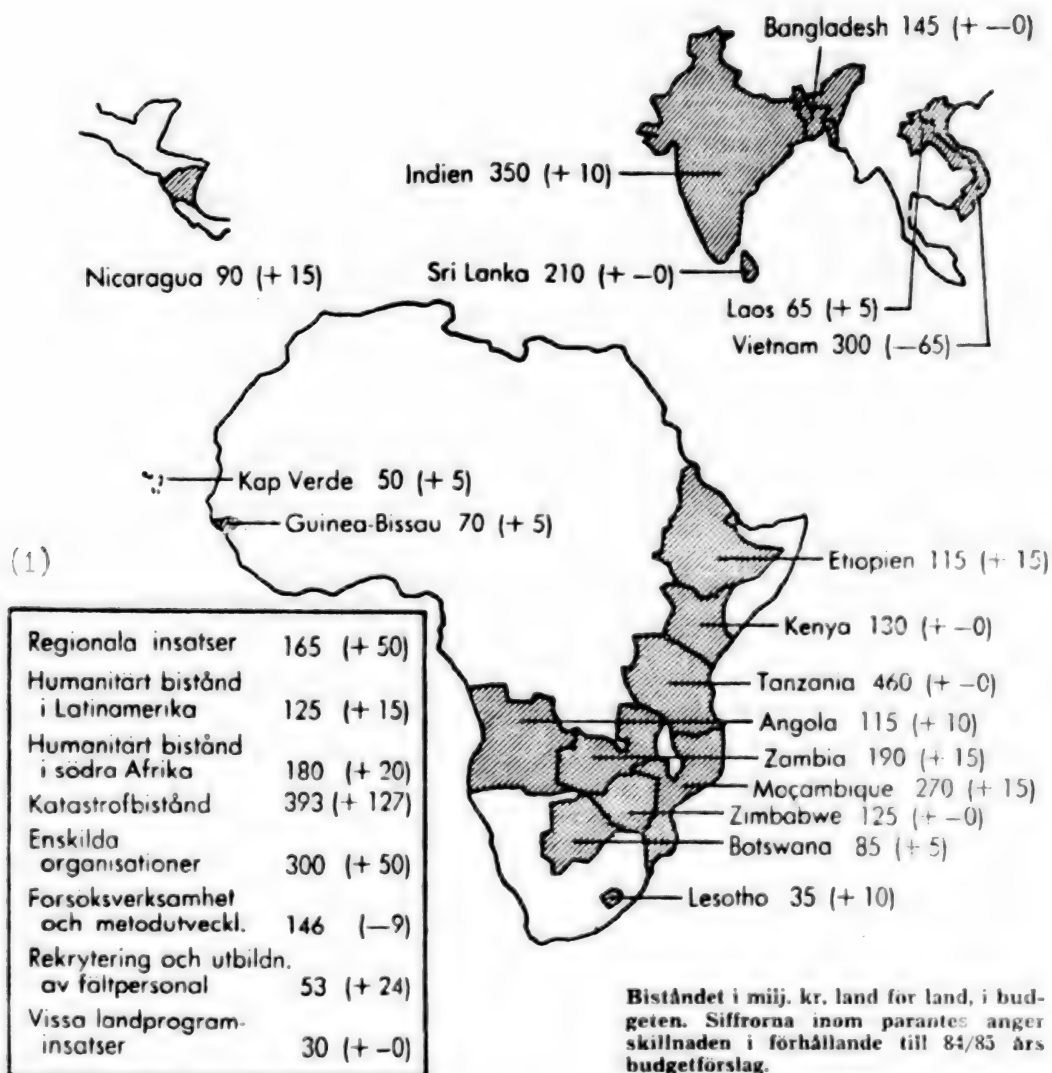 Bangladesh 145 (+ —0)
Indien 350 (+ 10)
Nicaragua 90 (+ 15)
Sri Lanka 210 (+ —0)
Laos 65 (+ 5)
Vietnam 300 (—65)
Kap Verde 50 (+ 5)
Guinea-Bissau 70 (+ 5)
(1)
Etiopien 115 (+ 15)
Kenya 130 (+ —0)
Tanzania 460 (+ —0)
Angola 115 (+ 10)
Zambia 190 (+ 15)
Moçambique 270 (+ 15)
Zimbabwe 125 (+ —0)
Botswana 85 (+ 5)
Lesotho 35 (+ 10)
Regionala insatser 165 (+ 50)
Humanitärt bistånd
i Latinamerika 125 (+ 15)
Humanitärt bistånd
i södra Afrika 180 (+ 20)
Katastrofbistånd 393 (+ 127)
Enskilda
organisationer 300 (+ 50)
Forsöksverksamhet
och metodutveckl. 146 (—9)
Rekrytering och utbildn.
av fältpersonal 53 (+ 24)
Vissa landprogram-
insatser 30 (+ —0)
Biståndet i milj. kr. land för land, i bud-
geten. Siffrorna inom parantes anger
skillnaden i förhållande till 84/85 års
budgetförslag.